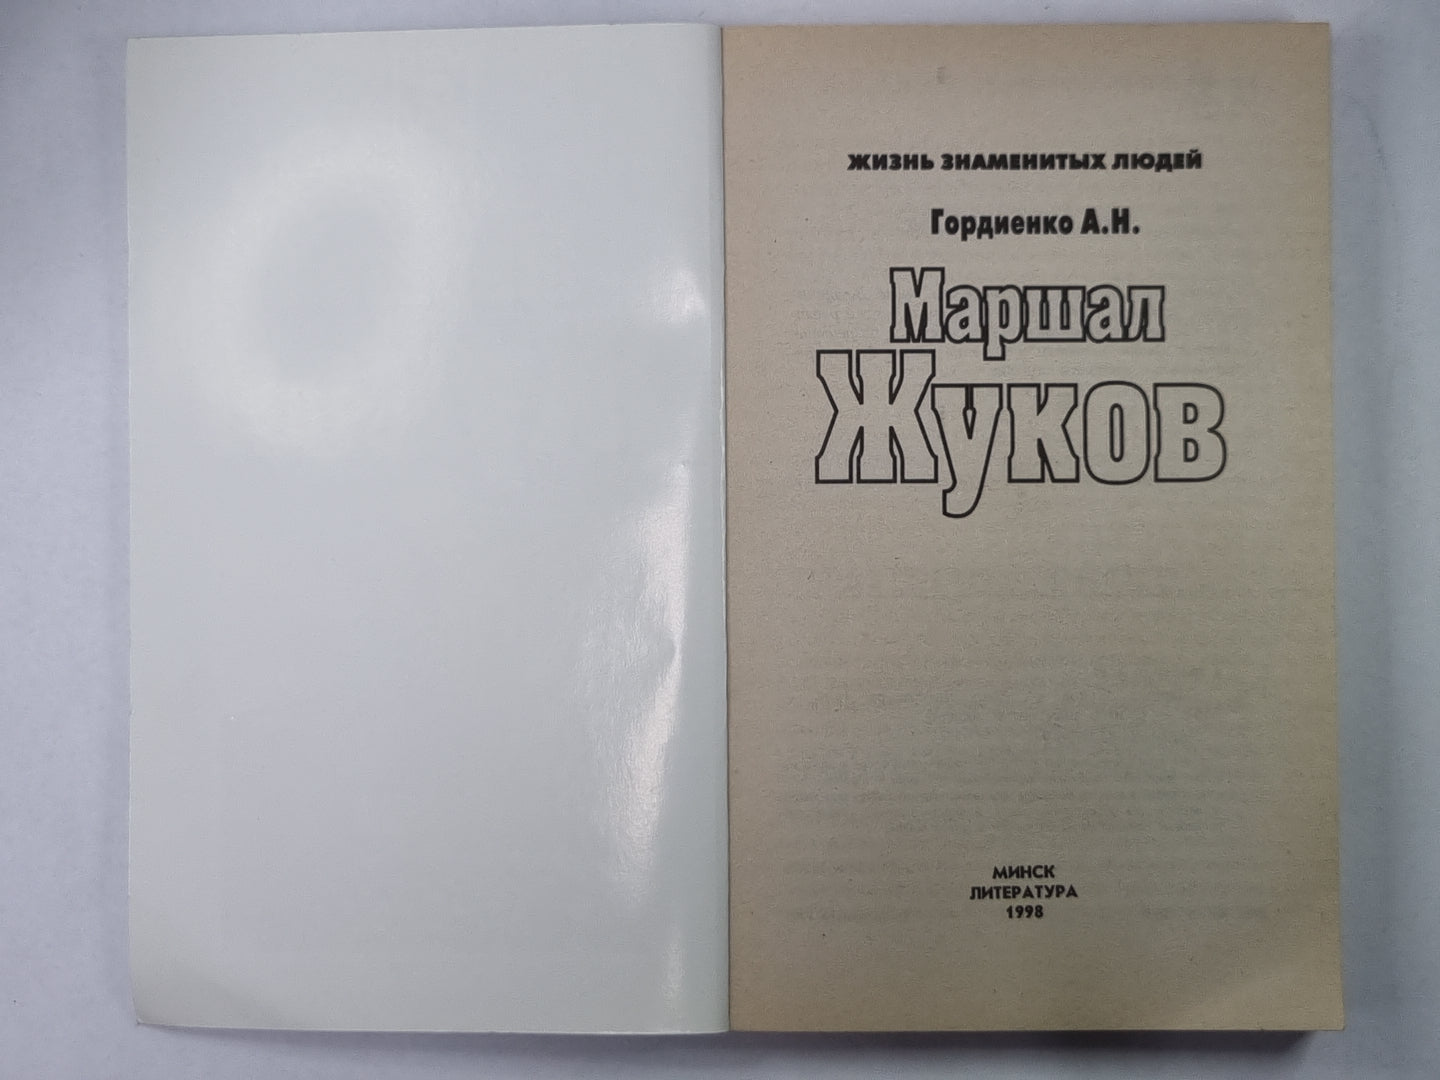 ЖИЗНЬ ЗНАМЕНИТЫХ ЛЮДЕЙ
Гордиенко А.Н.
Маршал
Жуков
МИНСК
ЛИТЕРАТУРА
1998